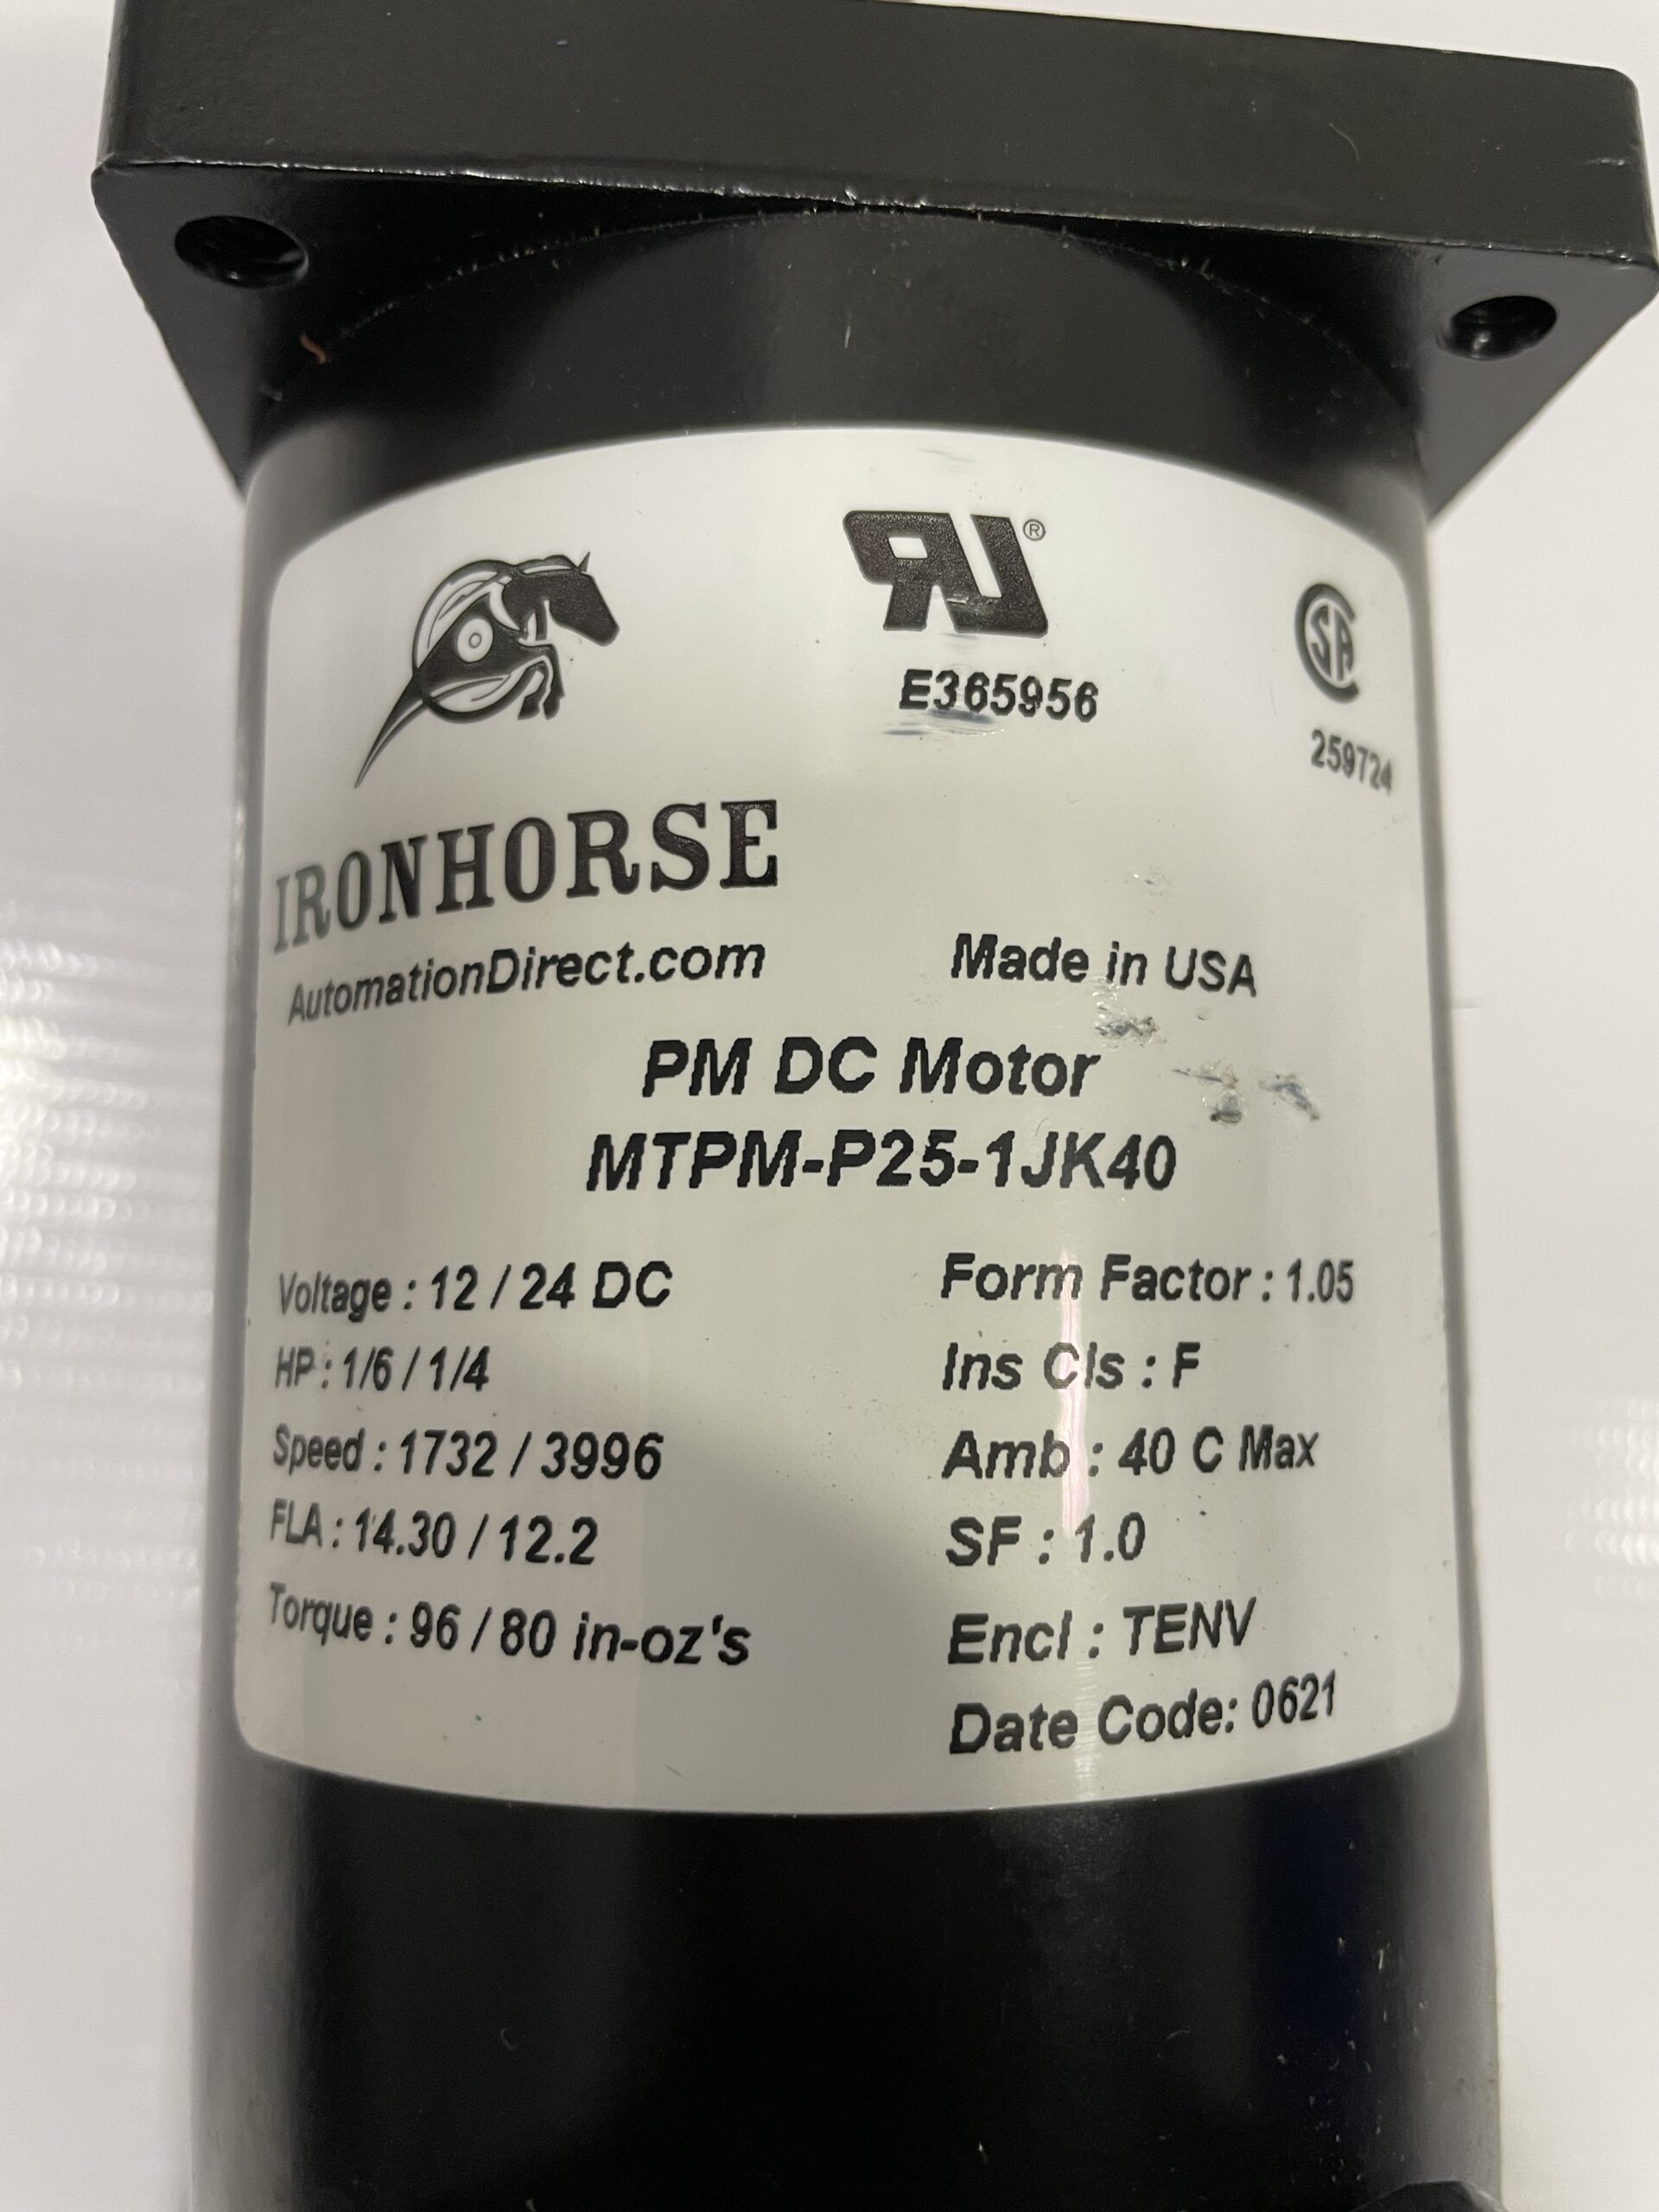 ®
E365956
SA
259724
IRONHORSE
AutomationDirect.com
Made in USA
PM DC Motor
MTPM-P25-1JK40
Voltage : 12 / 24 DC
HP : 1/6 / 1/4
Speed : 1732 / 3996
FLA : 14.30 / 12.2
Torque : 96 / 80 in-oz's
Form Factor : 1.05
Ins Cls : F
Amb : 40 C Max
SF : 1.0
Encl : TENV
Date Code: 0621